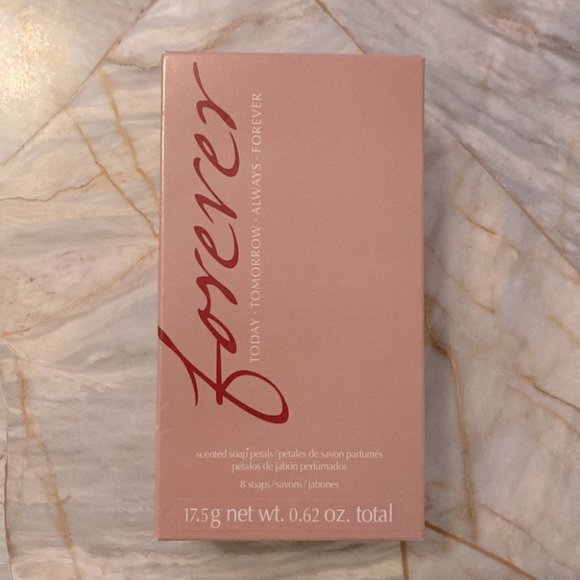 forever
TODAY · TOMORROW · ALWAYS · FOREVER
scented soap petals / pétales de savon parfumés
pétalos de jabón perfumados
8 soaps / savons / jabones
17.5 g net wt. 0.62 oz. total